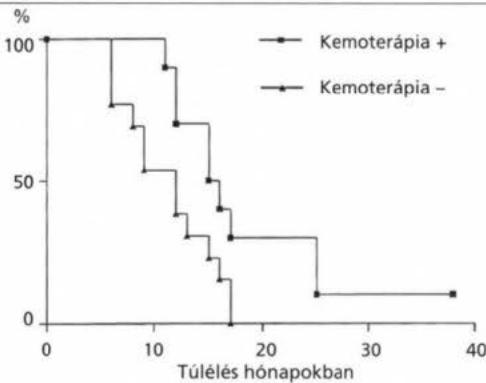 %
100
50
0
Kemoterápia +
Kemoterápia –
0 10 20 30 40
Túlélés hónapokban